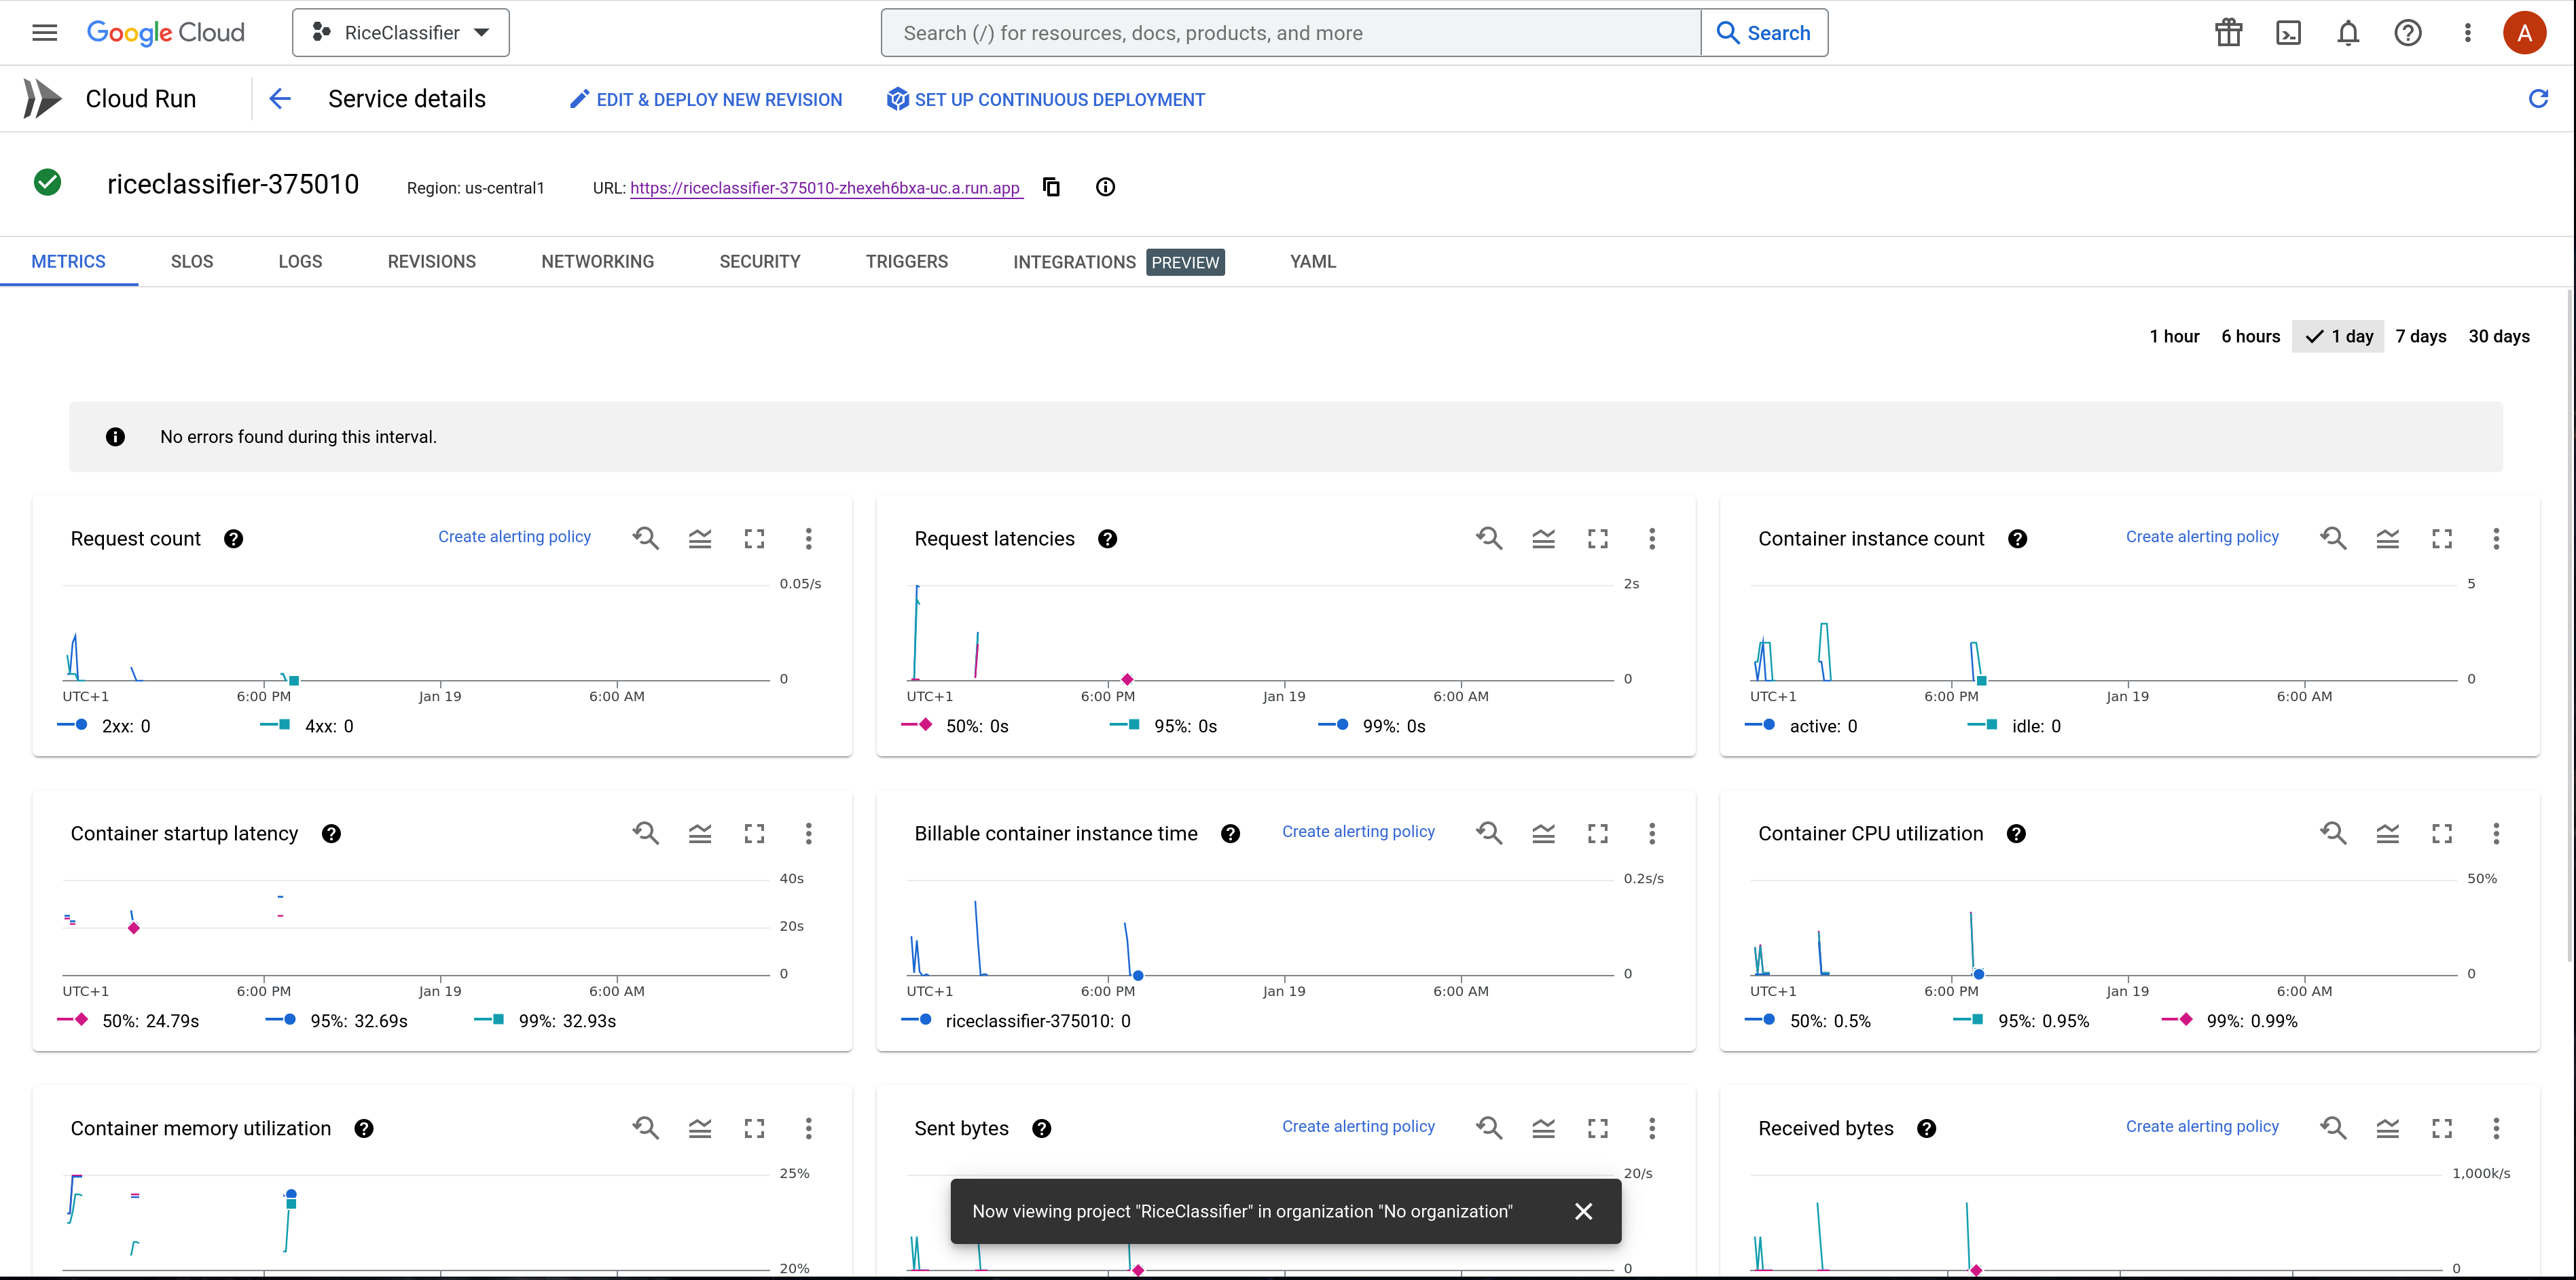 Google Cloud
RiceClassifier
Search (/) for resources, docs, products, and more
Search
A
Cloud Run
Service details
EDIT & DEPLOY NEW REVISION
SET UP CONTINUOUS DEPLOYMENT
riceclassifier-375010
Region: us-central1
URL: https://riceclassifier-375010-zhexeh6bxa-uc.a.run.app
METRICS
SLOS
LOGS
REVISIONS
NETWORKING
SECURITY
TRIGGERS
INTEGRATIONS PREVIEW
YAML
1 hour
6 hours
1 day
7 days
30 days
No errors found during this interval.
Request count
Create alerting policy
0.05/s
0
UTC+1
6:00 PM
Jan 19
6:00 AM
2xx: 0
4xx: 0
Request latencies
2s
0
UTC+1
6:00 PM
Jan 19
6:00 AM
50%: 0s
95%: 0s
99%: 0s
Container instance count
Create alerting policy
5
0
UTC+1
6:00 PM
Jan 19
6:00 AM
active: 0
idle: 0
Container startup latency
40s
20s
0
UTC+1
6:00 PM
Jan 19
6:00 AM
50%: 24.79s
95%: 32.69s
99%: 32.93s
Billable container instance time
Create alerting policy
0.2s/s
0
UTC+1
6:00 PM
Jan 19
6:00 AM
riceclassifier-375010: 0
Container CPU utilization
50%
0
UTC+1
6:00 PM
Jan 19
6:00 AM
50%: 0.5%
95%: 0.95%
99%: 0.99%
Container memory utilization
25%
20%
Sent bytes
Create alerting policy
20/s
0
Received bytes
Create alerting policy
1,000k/s
0
Now viewing project "RiceClassifier" in organization "No organization"